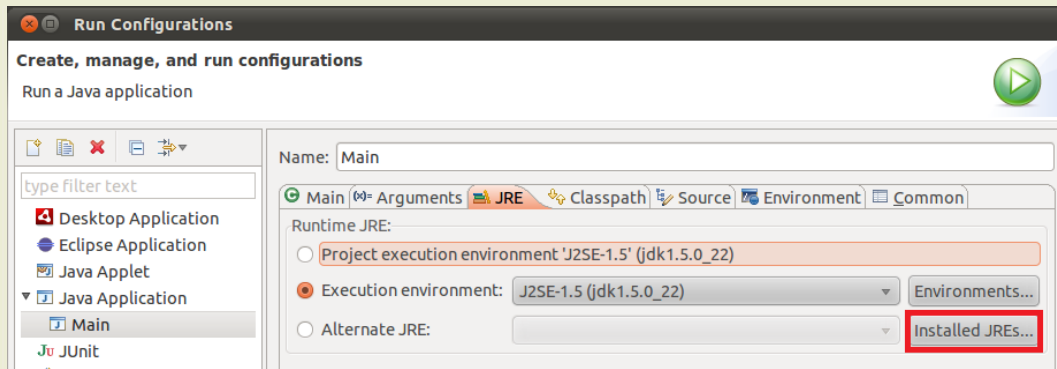 Run Configurations
Create, manage, and run configurations
Run a Java application
type filter text
Desktop Application
Eclipse Application
Java Applet
Java Application
Main
Ju JUnit
Name: Main
Main (x)= Arguments JRE Classpath Source Environment Common
Runtime JRE:
Project execution environment 'J2SE-1.5' (jdk1.5.0_22)
Execution environment: J2SE-1.5 (jdk1.5.0_22) Environments...
Alternate JRE: Installed JREs...